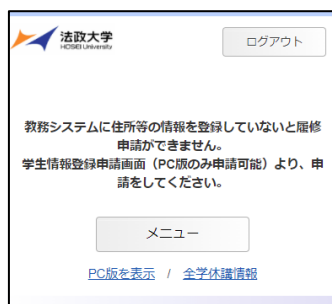 法政大学
HOSEI University
ログアウト
教務システムに住所等の情報を登録していないと履修
申請ができません。
学生情報登録申請画面（PC版のみ申請可能）より、申
請をしてください。
メニュー
PC版を表示 / 全学休講情報